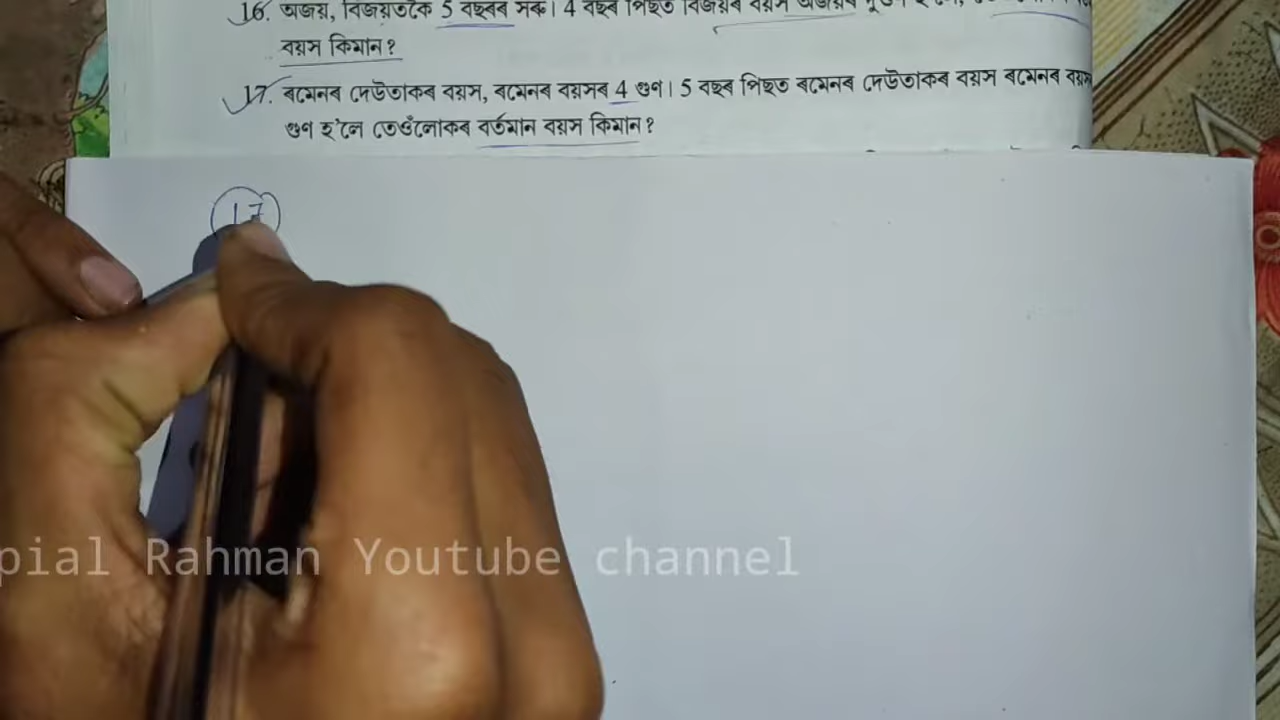 16. অজয়, বিজয়তকৈ 5 বছৰৰ সৰু। 4 বছৰ পিছত বিজয়ৰ বয়স অজয়ৰ
বয়স কিমান?
17. ৰমেনৰ দেউতাকৰ বয়স, ৰমেনৰ বয়সৰ 4 গুণ। 5 বছৰ পিছত ৰমেনৰ দেউতাকৰ বয়স ৰমেনৰ বয়স
গুণ হ'লে তেওঁলোকৰ বৰ্তমান বয়স কিমান?
17
pial Rahman Youtube channel